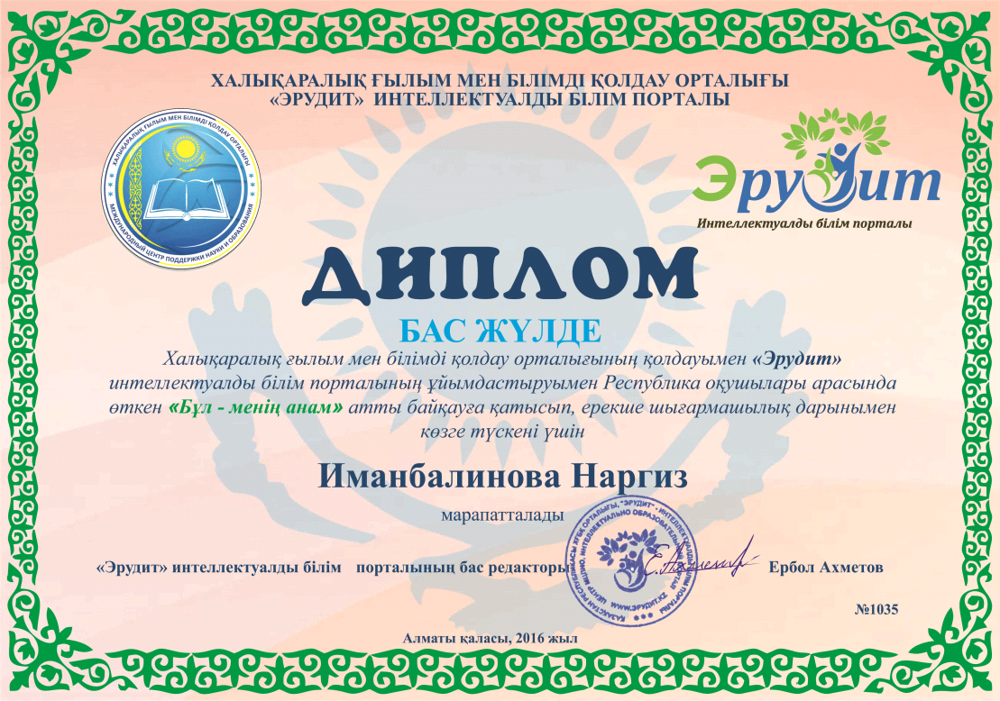 ХАЛЫҚАРАЛЫҚ ҒЫЛЫМ МЕН БІЛІМДІ ҚОЛДАУ ОРТАЛЫҒЫ
«ЭРУДИТ» ИНТЕЛЛЕКТУАЛДЫ БІЛІМ ПОРТАЛЫ
ХАЛЫҚАРАЛЫҚ ҒЫЛЫМ МЕН БІЛІМДІ ҚОЛДАУ ОРТАЛЫҒЫ
МЕЖДУНАРОДНЫЙ ЦЕНТР ПОДДЕРЖКИ НАУКИ И ОБРАЗОВАНИЯ
Эрудит
Интеллектуалды білім порталы
ДИПЛОМ
БАС ЖҮЛДЕ
Халықаралық ғылым мен білімді қолдау орталығының қолдауымен «Эрудит»
интеллектуалды білім порталының ұйымдастыруымен Республика оқушылары арасында
өткен «Бұл - менің анам» атты байқауға қатысып, ерекше шығармашылық дарынымен
көзге түскені үшін
Иманбалинова Наргиз
марапатталады
«Эрудит» интеллектуалды білім порталының бас редакторы
Ербол Ахметов
WWW.ЭРУДИТ.KZ
№1035
Алматы қаласы, 2016 жыл